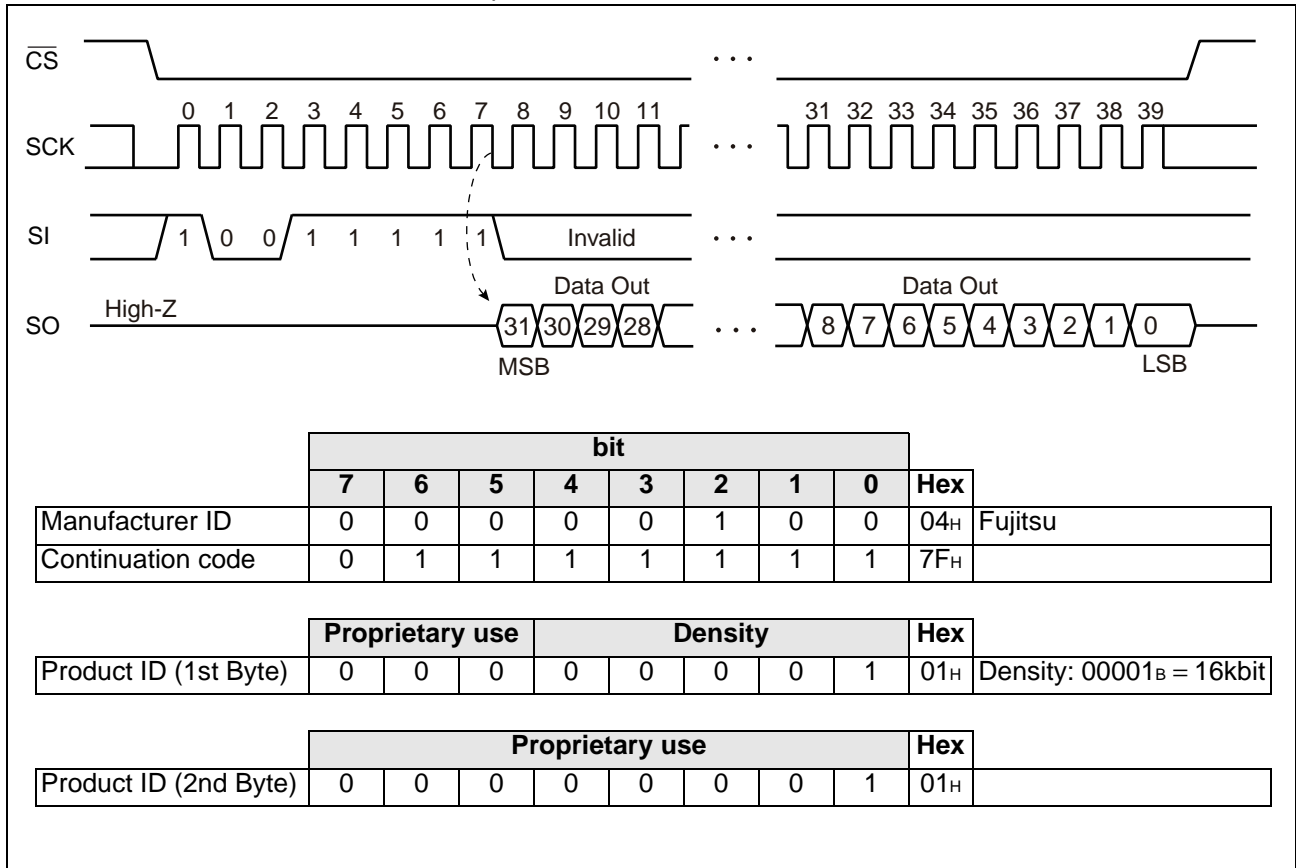 CS
0 1 2 3 4 5 6 7 8 9 10 11 31 32 33 34 35 36 37 38 39
SCK
SI 1 0 0 1 1 1 1 1 Invalid
Data Out Data Out
High-Z
SO 31 30 29 28 8 7 6 5 4 3 2 1 0
MSB LSB
bit
7 6 5 4 3 2 1 0 Hex
Manufacturer ID 0 0 0 0 0 1 0 0 04H Fujitsu
Continuation code 0 1 1 1 1 1 1 1 7FH
Proprietary use Density Hex
Product ID (1st Byte) 0 0 0 0 0 0 0 1 01H Density: 00001B = 16kbit
Proprietary use Hex
Product ID (2nd Byte) 0 0 0 0 0 0 0 1 01H